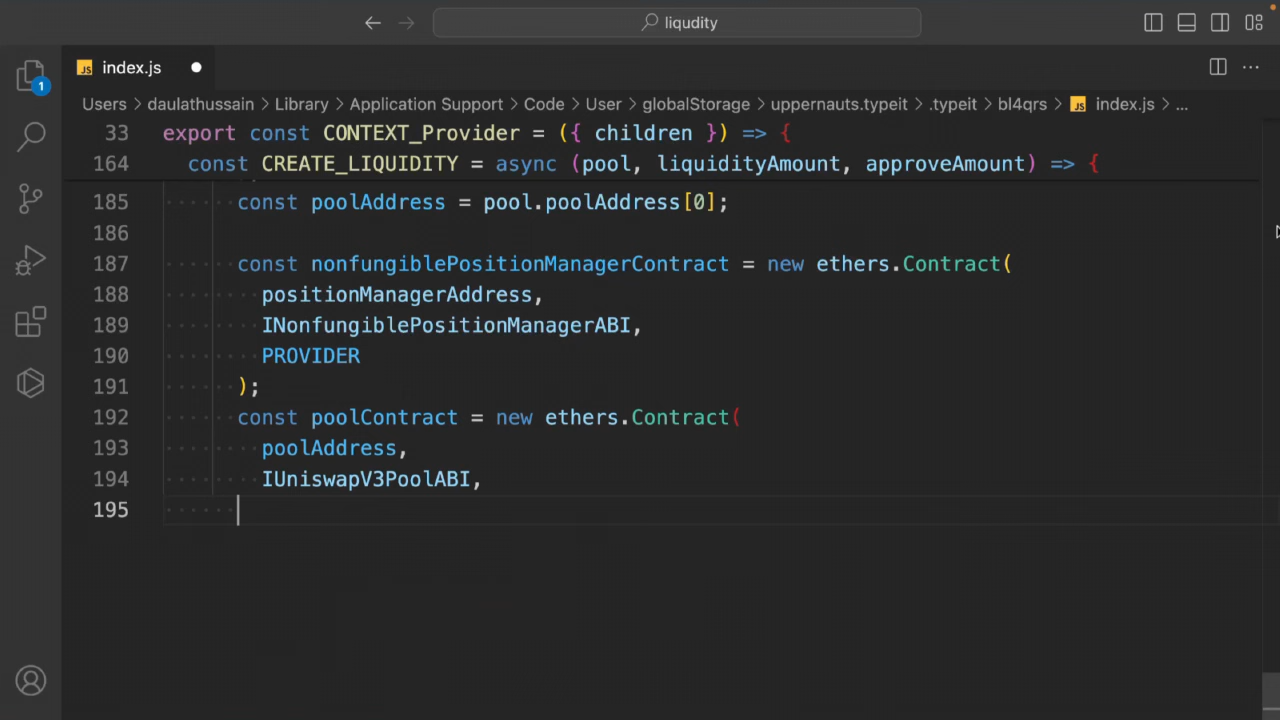 liqudity
JS index.js
1
Users > daulathussain > Library > Application Support > Code > User > globalStorage > uppernauts.typeit > .typeit > bl4qrs > JS index.js > ...
33 export const CONTEXT_Provider = ({ children }) => {
164 const CREATE_LIQUIDITY = async (pool, liquidityAmount, approveAmount) => {
185 const poolAddress = pool.poolAddress[0];
186
187 const nonfungiblePositionManagerContract = new ethers.Contract(
188 positionManagerAddress,
189 INonfungiblePositionManagerABI,
190 PROVIDER
191 );
192 const poolContract = new ethers.Contract(
193 poolAddress,
194 IUniswapV3PoolABI,
195